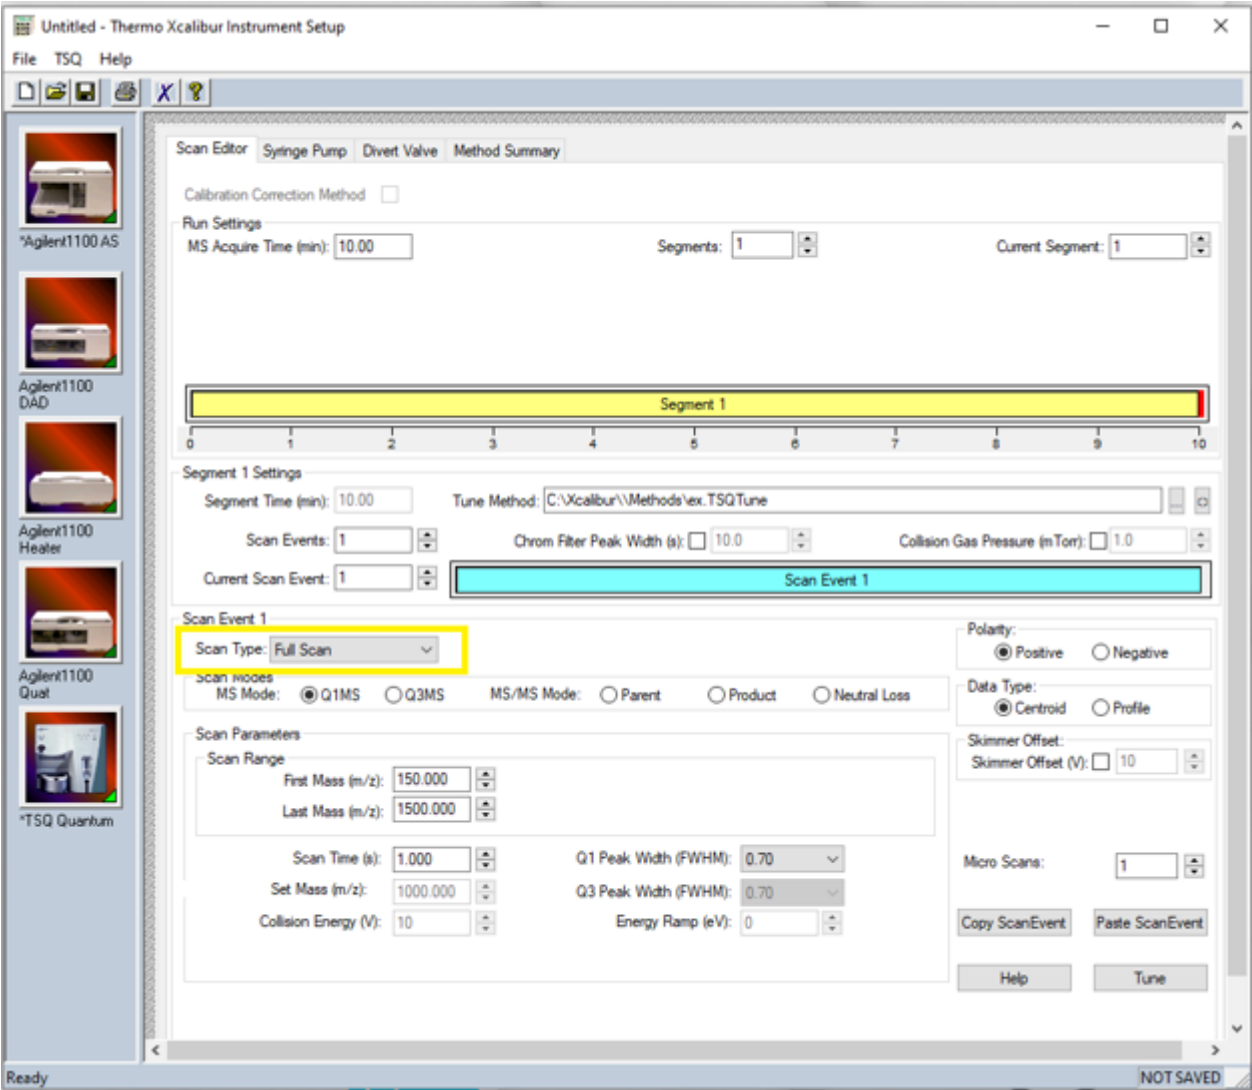 Untitled - Thermo Xcalibur Instrument Setup
File TSQ Help
Scan Editor Syringe Pump Divert Valve Method Summary
Calibration Correction Method
Run Settings
MS Acquire Time (min): 10.00 Segments: 1 Current Segment: 1
Segment 1
0 1 2 3 4 5 6 7 8 9 10
Segment 1 Settings
Segment Time (min): 10.00 Tune Method: C:\Xcalibur\\Methods\ex.TSQTune ...
Scan Events: 1 Chrom Filter Peak Width (s): 10.0 Collision Gas Pressure (mTorr): 1.0
Current Scan Event: 1 Scan Event 1
Scan Event 1
Scan Type: Full Scan
Scan Modes
MS Mode: Q1MS Q3MS MS/MS Mode: Parent Product Neutral Loss
Scan Parameters
Scan Range
First Mass (m/z): 150.000
Last Mass (m/z): 1500.000
Scan Time (s): 1.000 Q1 Peak Width (FWHM): 0.70
Set Mass (m/z): 1000.000 Q3 Peak Width (FWHM): 0.70
Collision Energy (V): 10 Energy Ramp (eV): 0
Polarity:
Positive Negative
Data Type:
Centroid Profile
Skimmer Offset:
Skimmer Offset (V): 10
Micro Scans: 1
Copy ScanEvent Paste ScanEvent
Help Tune
*Agilent1100 AS
Agilent1100
DAD
Agilent1100
Heater
Agilent1100
Quat
*TSQ Quantum
Ready NOT SAVED